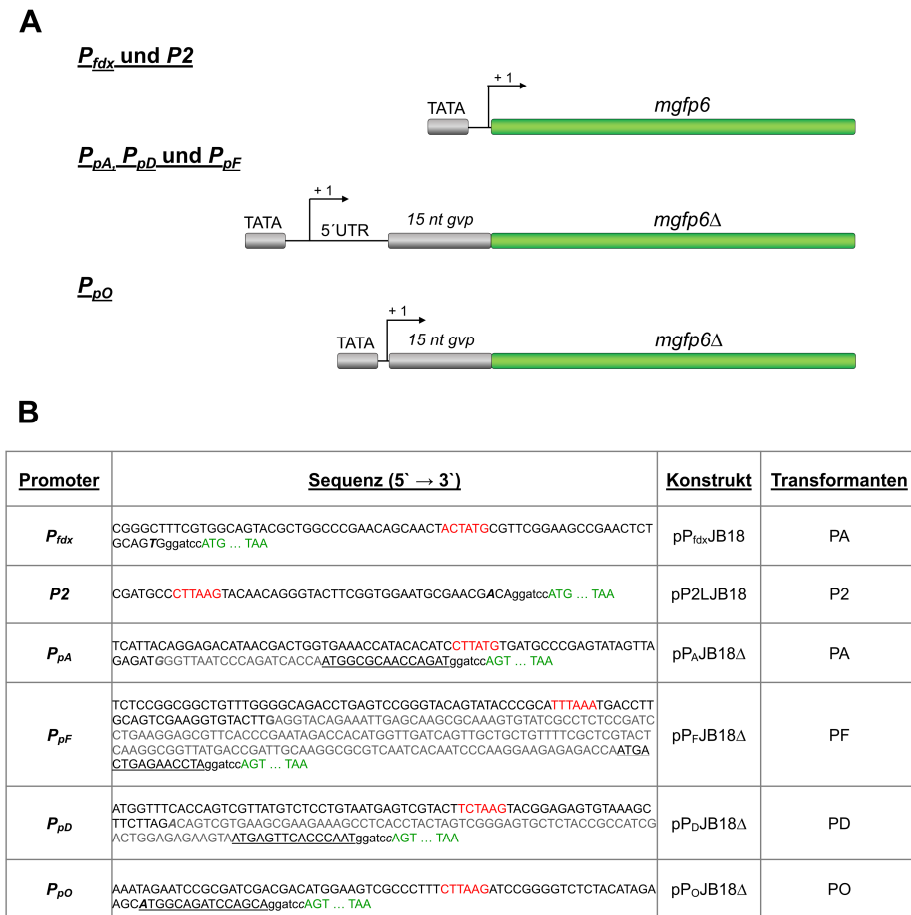 A
Pfdx und P2
+ 1
TATA
mgfp6
PpA, PpD und PpF
+ 1
TATA
5´UTR
15 nt gvp
mgfp6Δ
PpO
+ 1
TATA
15 nt gvp
mgfp6Δ
B
Promoter
Sequenz (5` → 3`)
Konstrukt
Transformanten
Pfdx
CGGGCTTTCGTGGCAGTACGCTGGCCCGAACAGCAACTACTATGCGTTCGGAAGCCGAACTCT
GCAGTGggatccATG … TAA
pPfdxJB18
PA
P2
CGATGCCCTTAAGTACAACAGGGTACTTCGGTGGAATGCGAACGACAggatccATG … TAA
pP2LJB18
P2
PpA
TCATTACAGGAGACATAACGACTGGTGAAACCATACACATCCTTATGTGATGCCCGAGTATAGTTA
GAGATGGGTTAATCCCAGATCACCAATGGCGCAACCAGATggatccAGT … TAA
pPAJB18Δ
PA
PpF
TCTCCGGCGGCTGTTTGGGGCAGACCTGAGTCCGGGTACAGTATACCCGCATTTAAATGACCTT
GCAGTCGAAGGTGTACTTGAGGTACAGAAATTGAGCAAGCGCAAAGTGTATCGCCTCTCCGATC
CTGAAGGAGCGTTCACCCGAATAGACCACATGGTTGATCAGTTGCTGCTGTTTTCGCTCGTACT
CAAGGCGGTTATGACCGATTGCAAGGCGCGTCAATCACAATCCCAAGGAAGAGAGACCAATGA
CTGAGAACCTAggatccAGT … TAA
pPFJB18Δ
PF
PpD
ATGGTTTCACCAGTCGTTATGTCTCCTGTAATGAGTCGTACTTCTAAGTACGGAGAGTGTAAAGC
TTCTTAGACAGTCGTGAAGCGAAGAAAGCCTCACCTACTAGTCGGGAGTGCTCTACCGCCATCG
ACTGGAGAGAAGTAATGAGTTCACCCAATggatccAGT … TAA
pPDJB18Δ
PD
PpO
AAATAGAATCCGCGATCGACGACATGGAAGTCGCCCTTTCTTAAGATCCGGGGTCTCTACATAGA
AGCATGGCAGATCCAGCAggatccAGT … TAA
pPOJB18Δ
PO